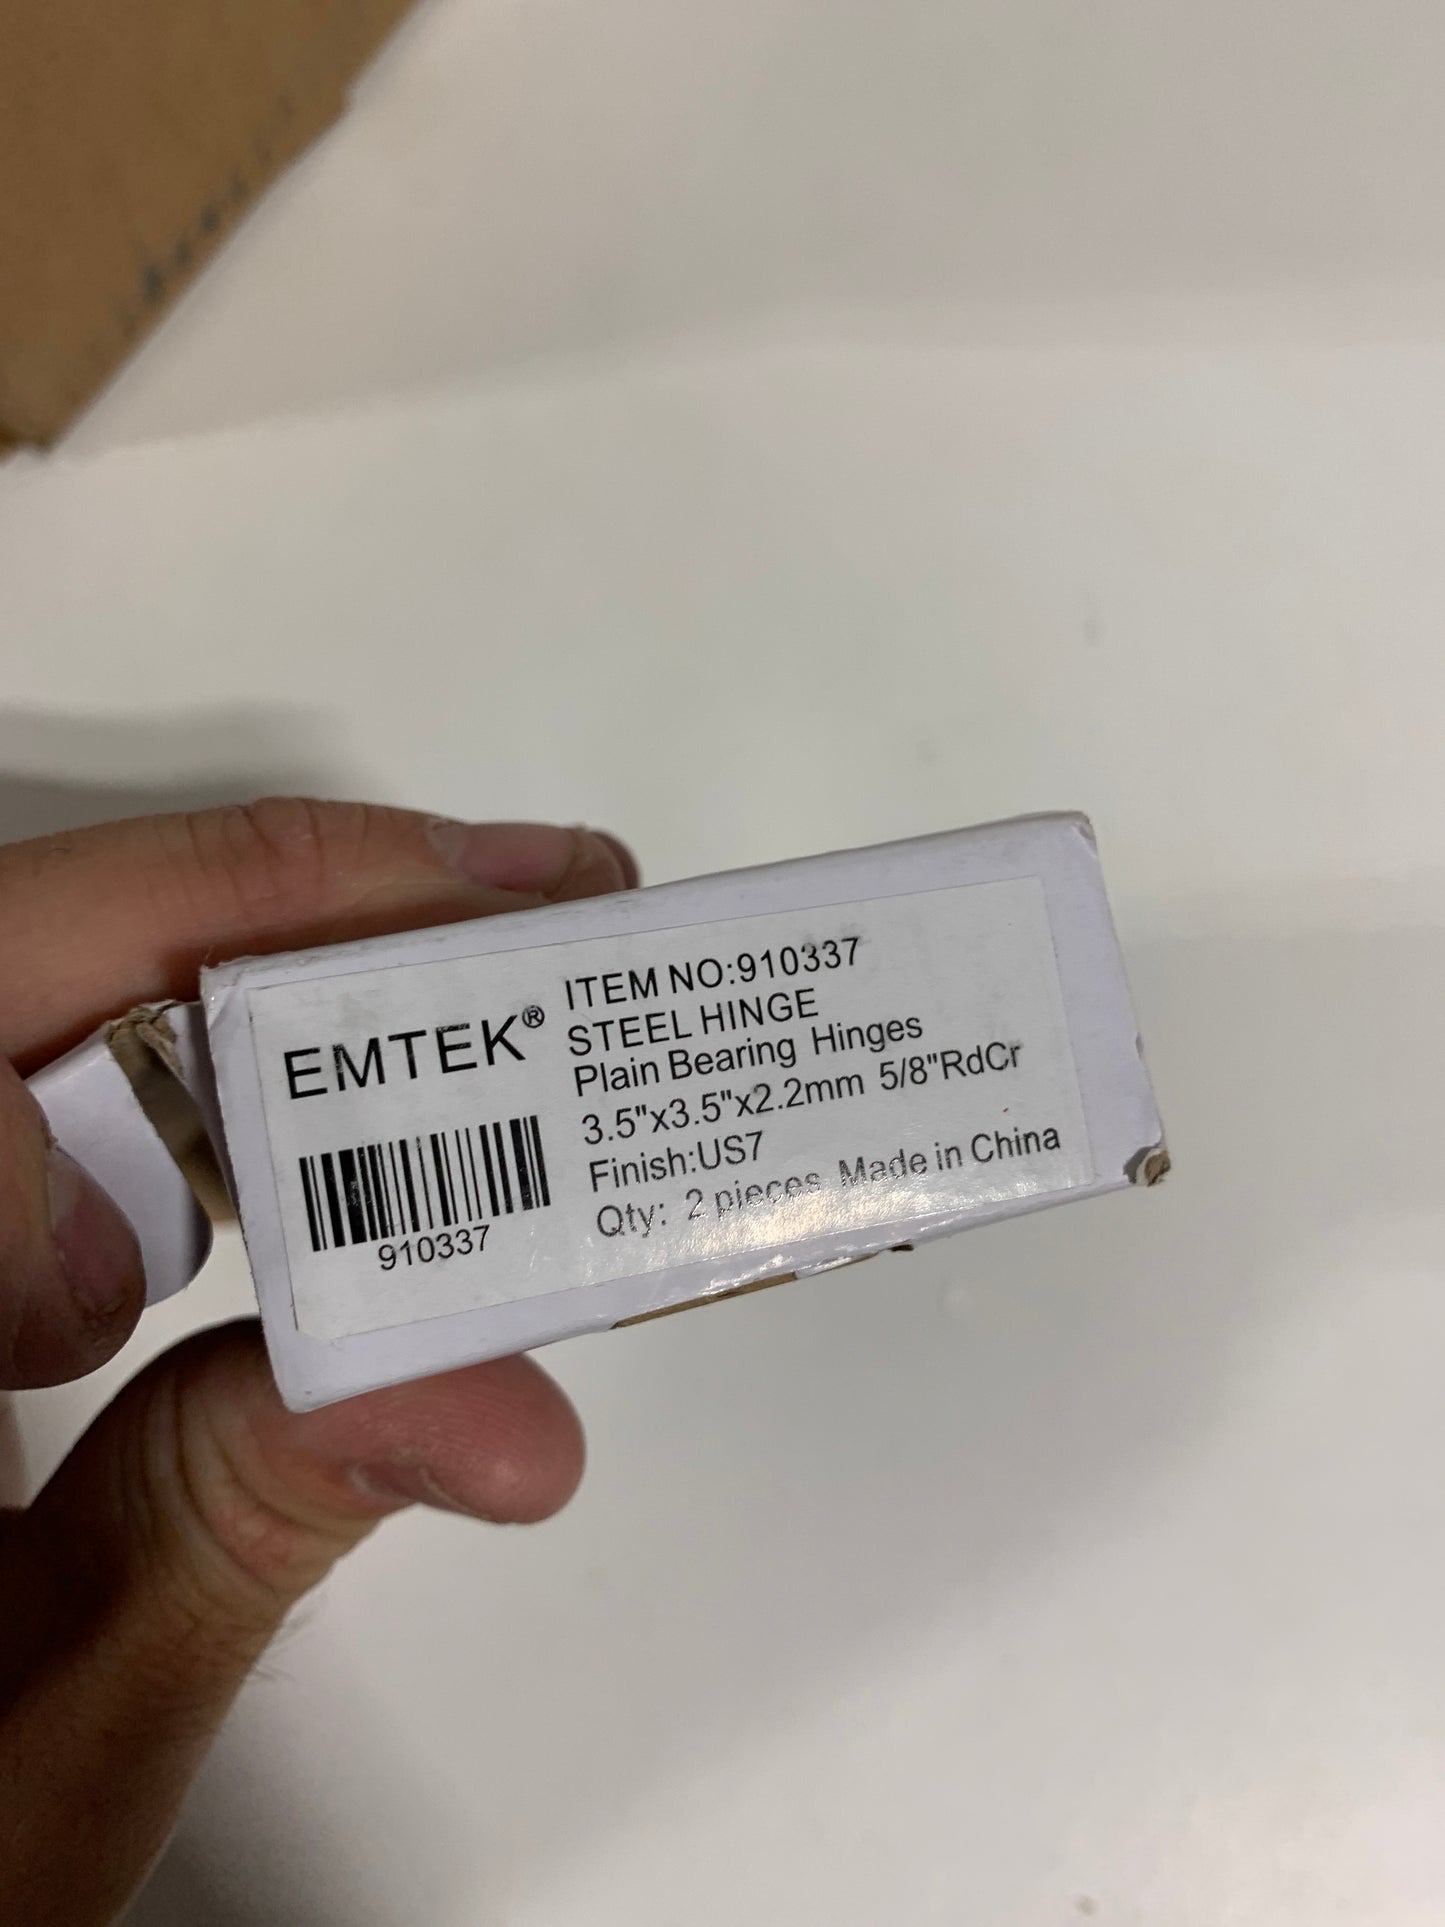 EMTEK®
910337
ITEM NO:910337
STEEL HINGE
Plain Bearing Hinges
3.5"x3.5"x2.2mm 5/8"RdCr
Finish:US7
Qty: 2 pieces Made in China